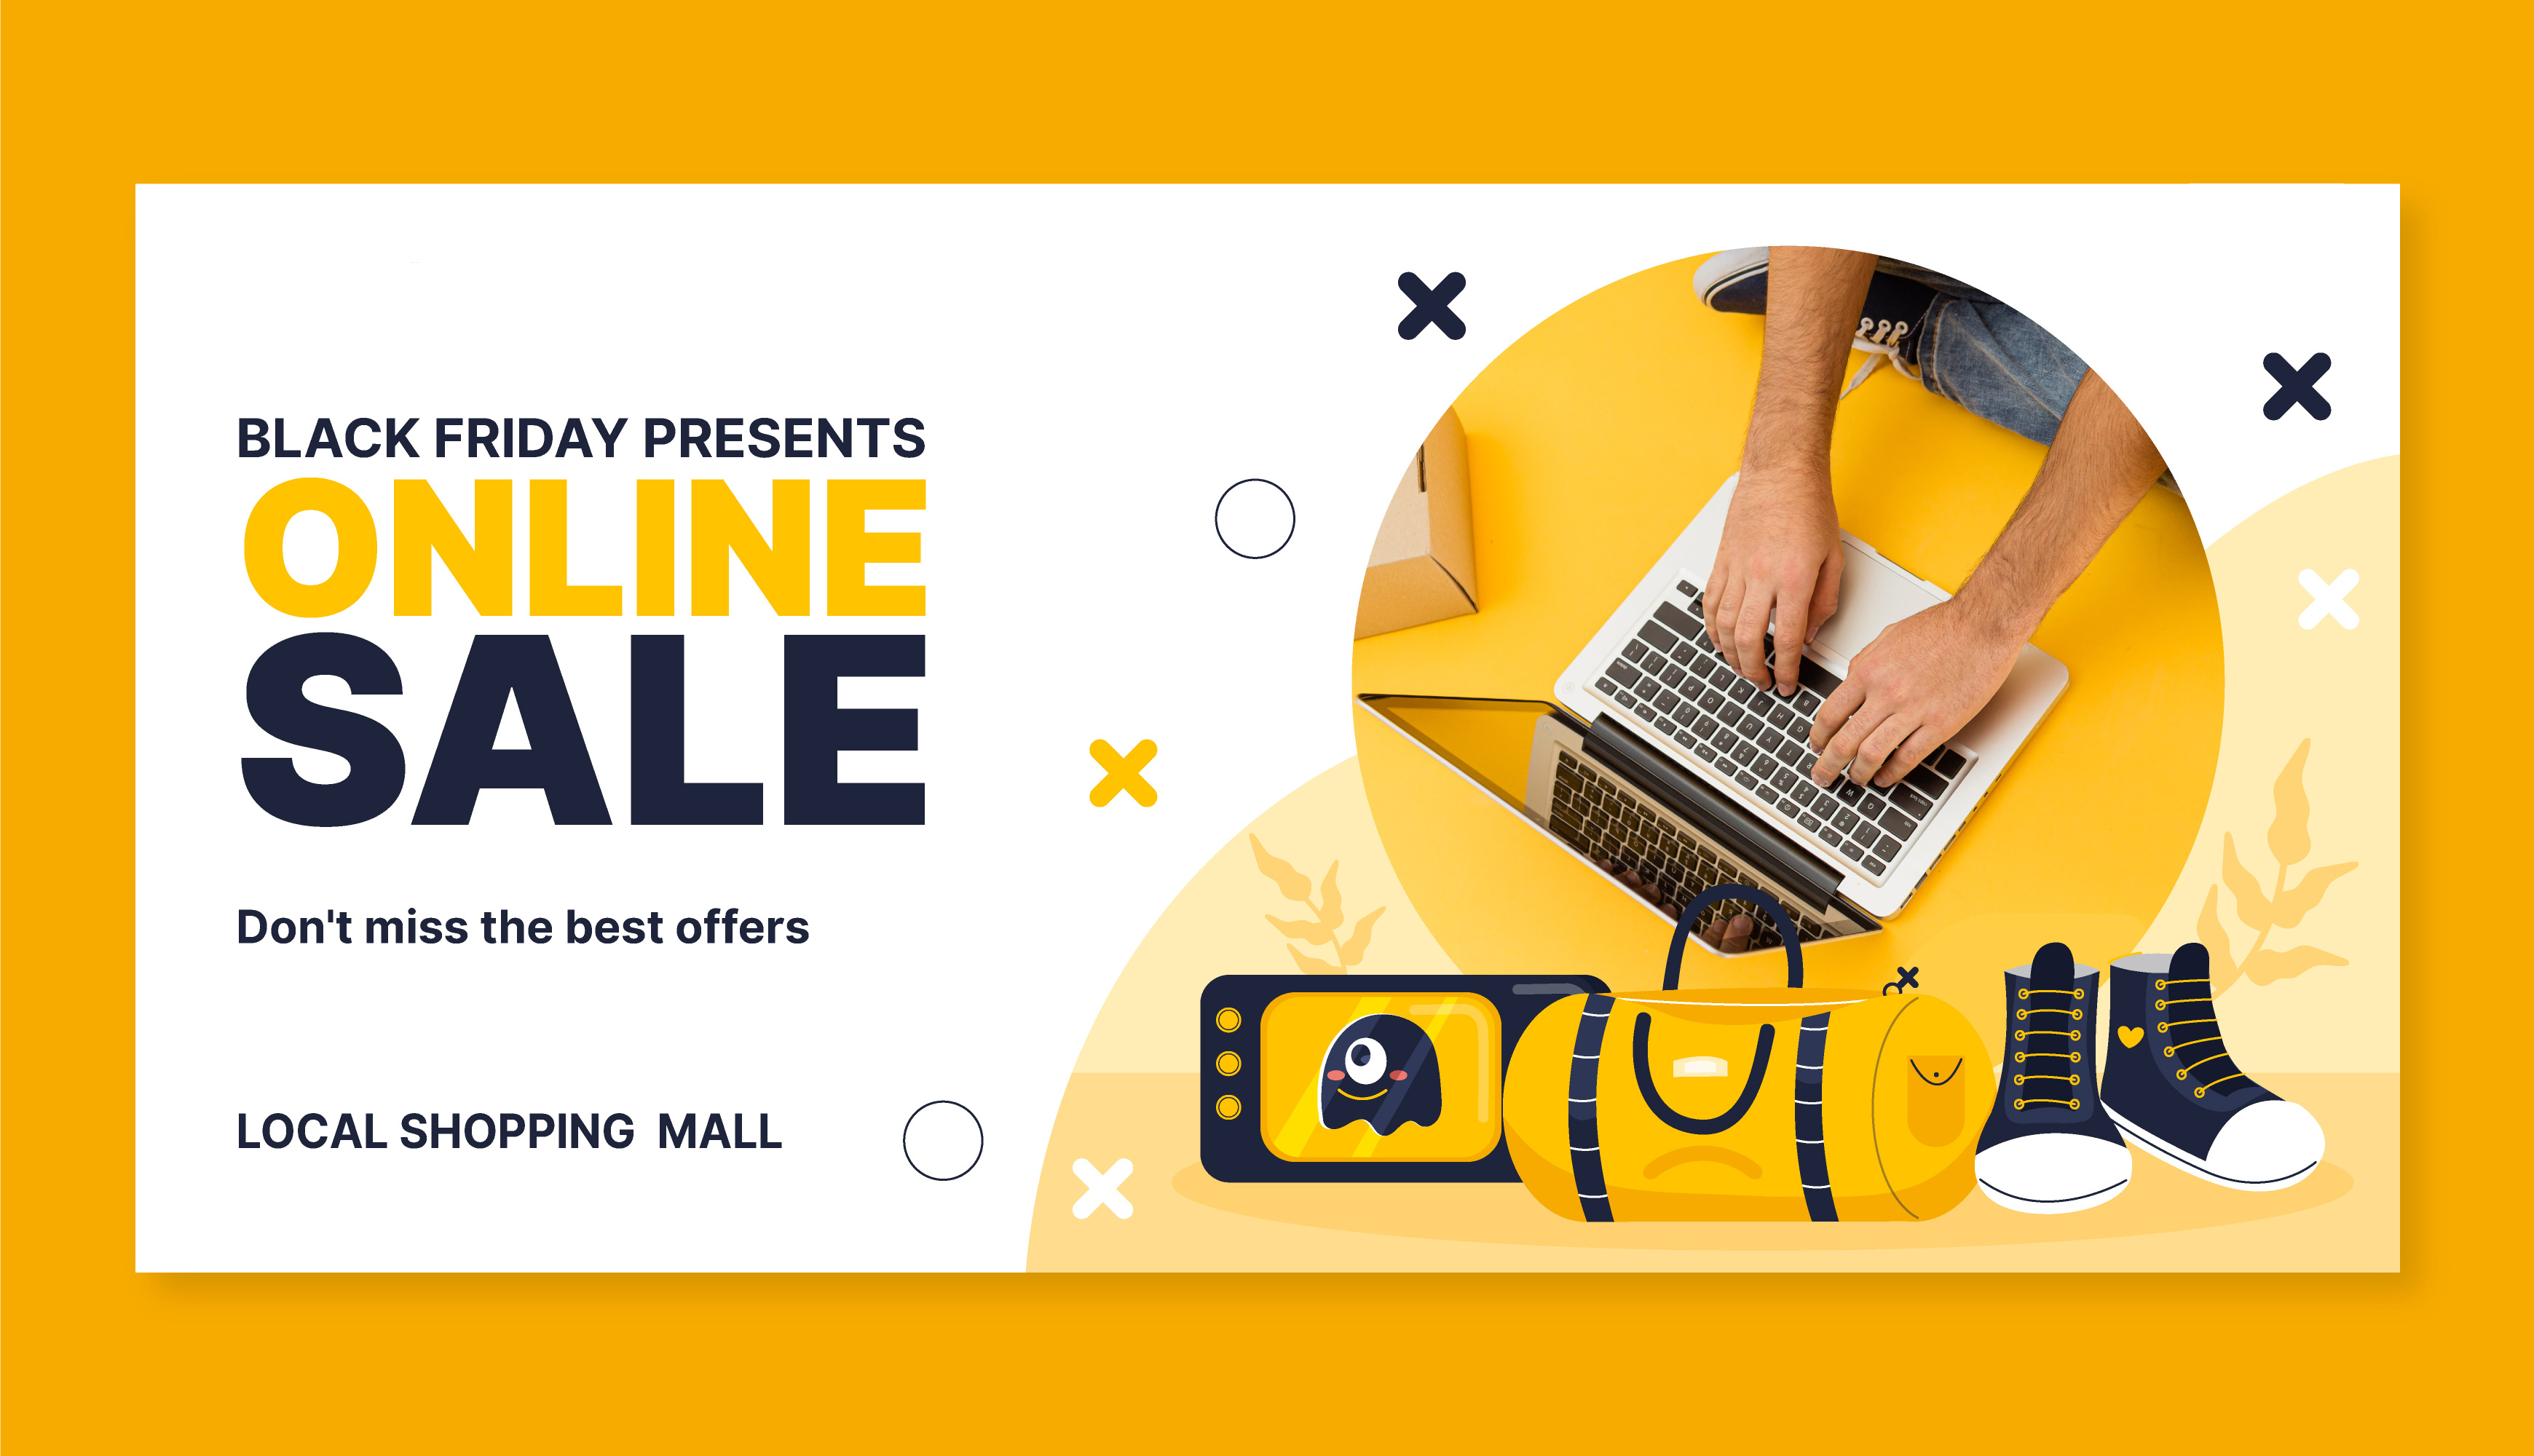 BLACK FRIDAY PRESENTS
ONLINE
SALE
Don't miss the best offers
LOCAL SHOPPING  MALL